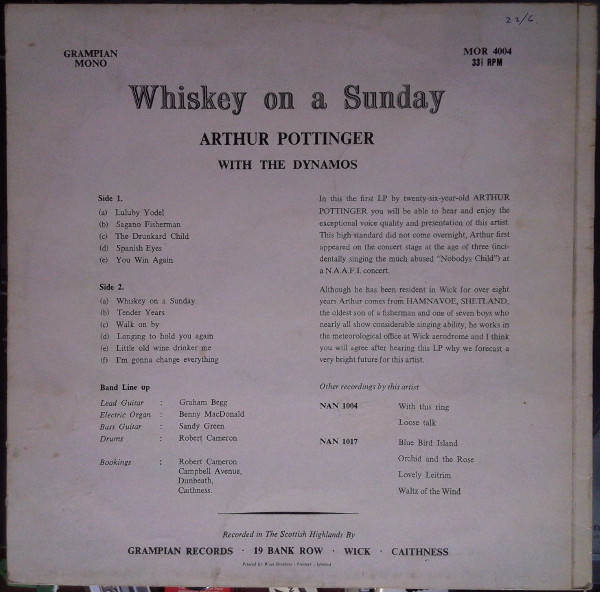 22/6.
GRAMPIAN
MONO
MOR 4004
33⅓ RPM
Whiskey on a Sunday
ARTHUR POTTINGER
WITH THE DYNAMOS
Side 1.
(a) Luluby Yodel
(b) Sagano Fisherman
(c) The Drunkard Child
(d) Spanish Eyes
(e) You Win Again
Side 2.
(a) Whiskey on a Sunday
(b) Tender Years
(c) Walk on by
(d) Longing to hold you again
(e) Little old wine drinker me
(f) I'm gonna change everything
Band Line up
Lead Guitar : Graham Begg
Electric Organ : Benny MacDonald
Bass Guitar : Sandy Green
Drums : Robert Cameron
Bookings : Robert Cameron
Campbell Avenue,
Dunbeath,
Caithness.
In this the first LP by twenty-six-year-old ARTHUR
POTTINGER you will be able to hear and enjoy the
exceptional voice quality and presentation of this artist.
This high standard did not come overnight, Arthur first
appeared on the concert stage at the age of three (inci-
dentally singing the much abused "Nobodys Child") at
a N.A.A.F.I. concert.
Although he has been resident in Wick for over eight
years Arthur comes from HAMNAVOE, SHETLAND,
the oldest son of a fisherman and one of seven boys who
nearly all show considerable singing ability, he works in
the meteorological office at Wick aerodrome and I think
you will agree after hearing this LP why we forecast a
very bright future for this artist.
Other recordings by this artist
NAN 1004 With this ring
Loose talk
NAN 1017 Blue Bird Island
Orchid and the Rose
Lovely Leitrim
Waltz of the Wind
Recorded in The Scottish Highlands By
GRAMPIAN RECORDS · 19 BANK ROW · WICK · CAITHNESS
Printed by